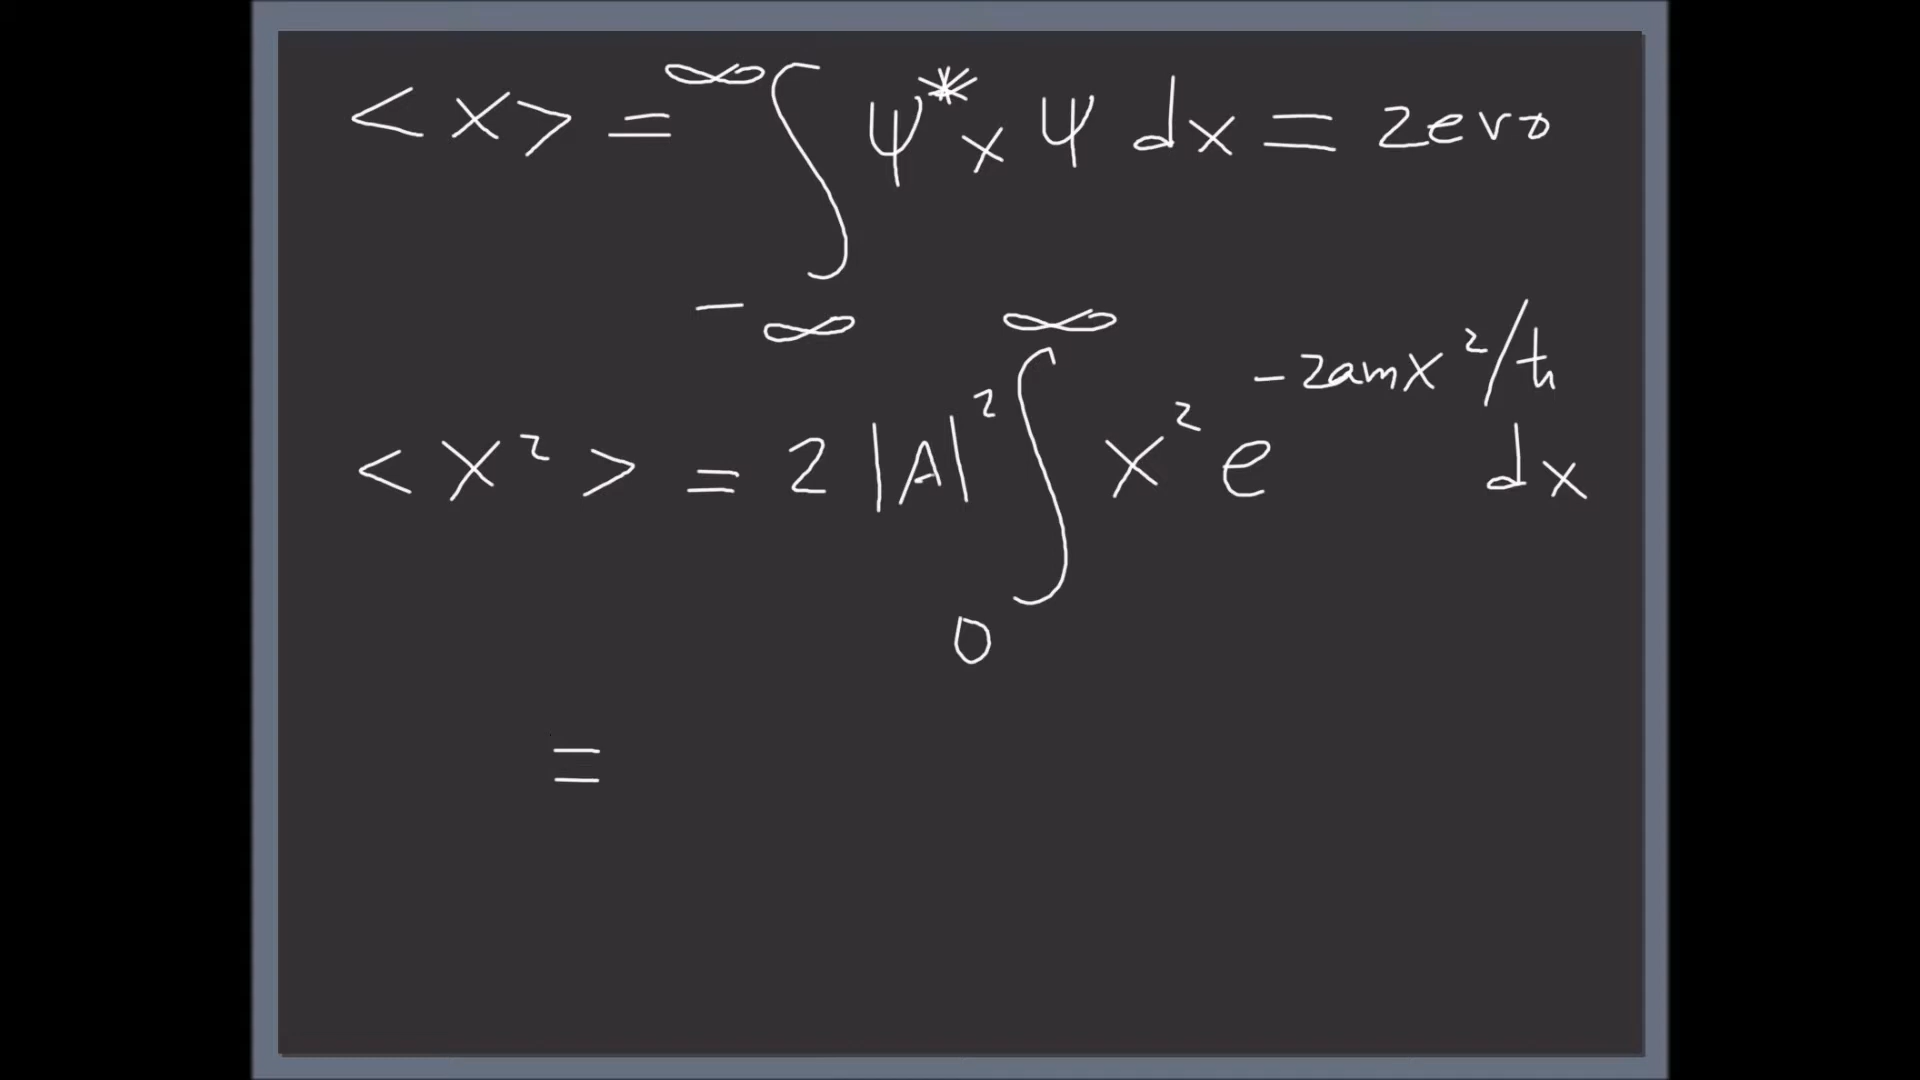 <x> = ∫_{-∞}^{∞} ψ* x ψ dx = zero
<x²> = 2 |A|² ∫_{0}^{∞} x² e^{-2amx²/ℏ} dx
=